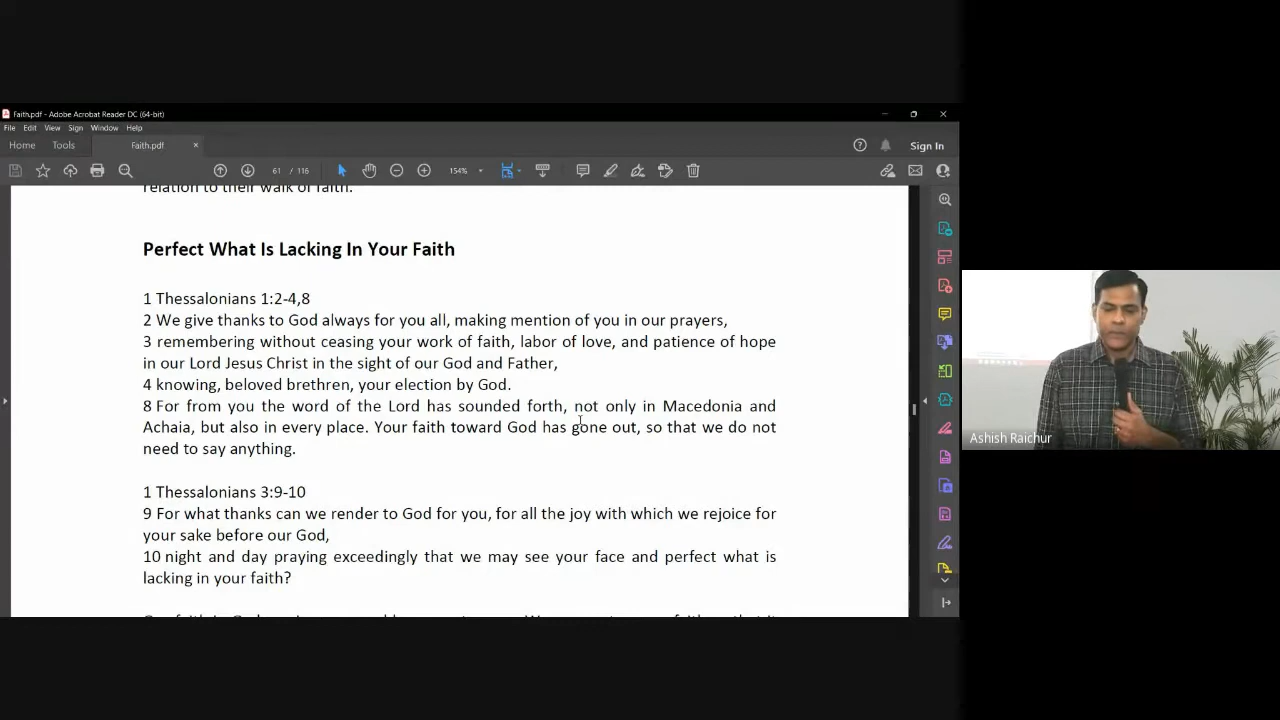 Faith.pdf - Adobe Acrobat Reader DC (64-bit)
File Edit View Sign Window Help
Home Tools Faith.pdf × Sign In
61 / 116 154%
relation to their walk of faith.
Perfect What Is Lacking In Your Faith
1 Thessalonians 1:2-4,8
2 We give thanks to God always for you all, making mention of you in our prayers,
3 remembering without ceasing your work of faith, labor of love, and patience of hope
in our Lord Jesus Christ in the sight of our God and Father,
4 knowing, beloved brethren, your election by God.
8 For from you the word of the Lord has sounded forth, not only in Macedonia and
Achaia, but also in every place. Your faith toward God has gone out, so that we do not
need to say anything.
1 Thessalonians 3:9-10
9 For what thanks can we render to God for you, for all the joy with which we rejoice for
your sake before our God,
10 night and day praying exceedingly that we may see your face and perfect what is
lacking in your faith?
Ashish Raichur